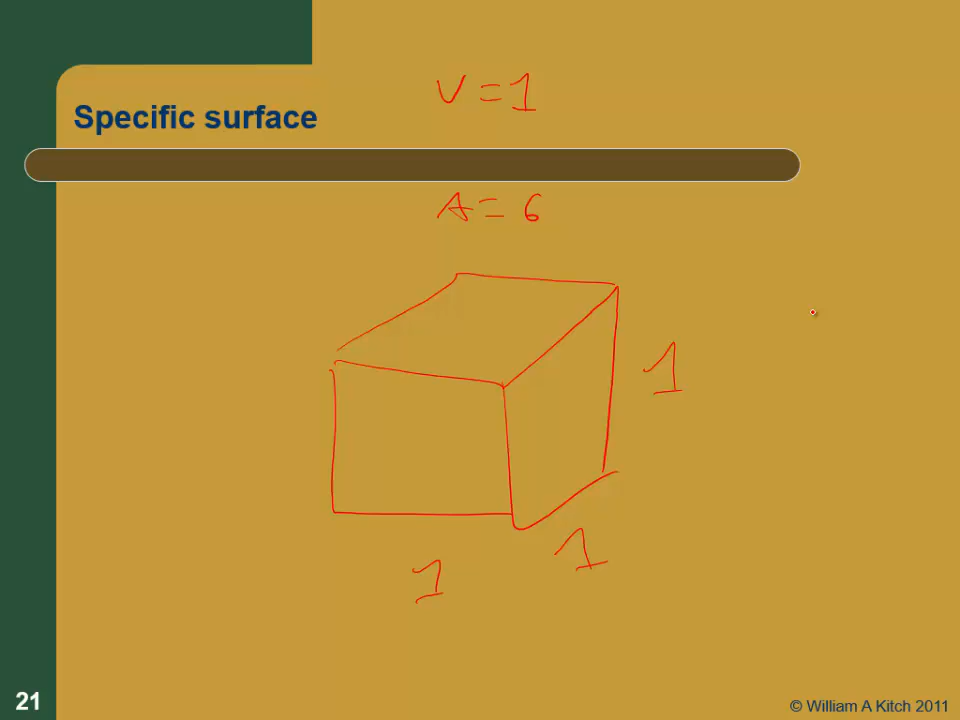 V = 1
Specific surface
A = 6
1
1
1
21
© William A Kitch 2011